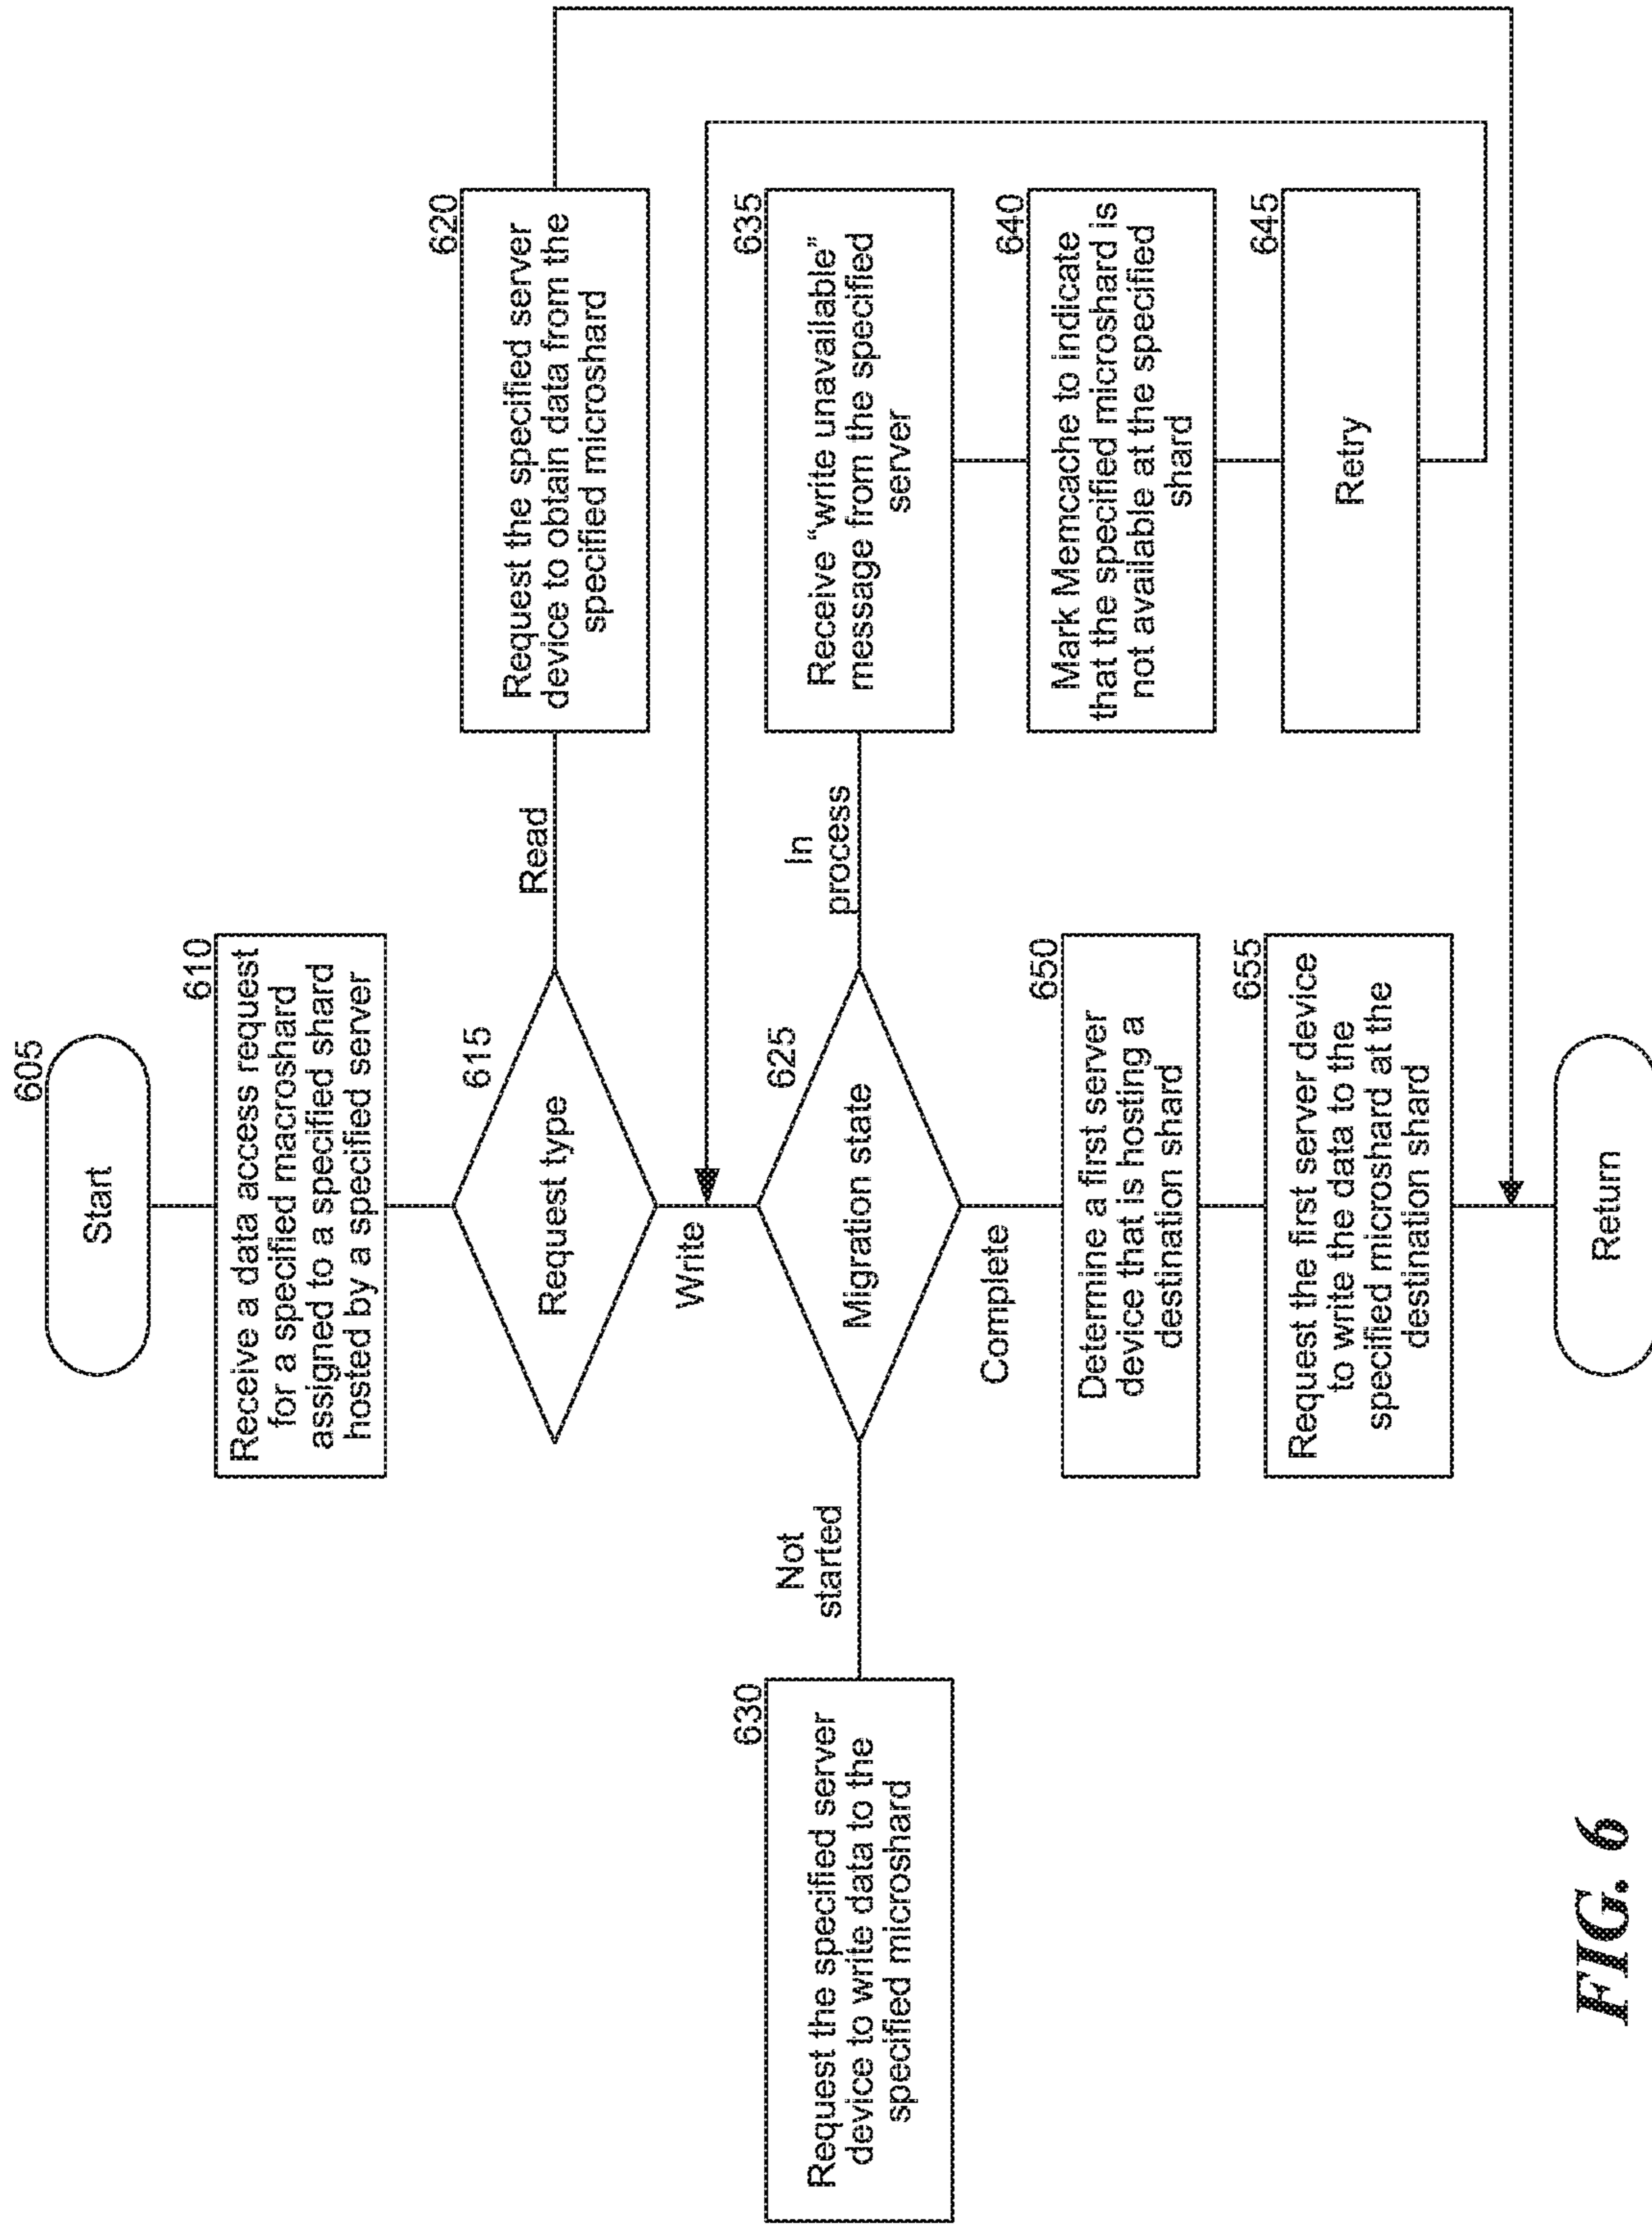 605
Start
610
Receive a data access request
for a specified macroshard
assigned to a specified shard
hosted by a specified server
615
Request type
Read
620
Request the specified server
device to obtain data from the
specified microshard
Write
625
Migration state
Not
started
630
Request the specified server
device to write data to the
specified microshard
In
process
635
Receive “write unavailable”
message from the specified
server
640
Mark Memcache to indicate
that the specified microshard is
not available at the specified
shard
645
Retry
Complete
650
Determine a first server
device that is hosting a
destination shard
655
Request the first server device
to write the data to the
specified microshard at the
destination shard
Return
FIG. 6